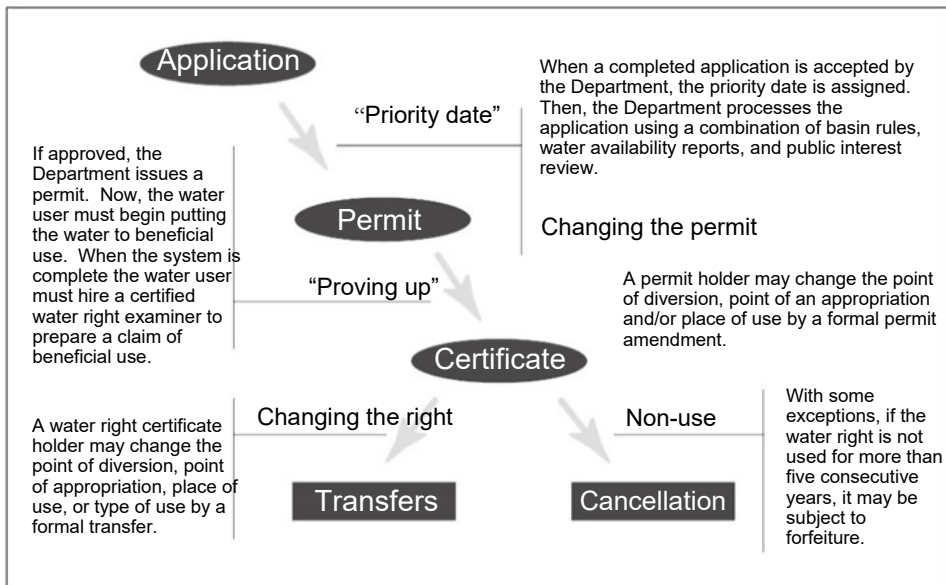 Application
When a completed application is accepted by
the Department, the priority date is assigned.
Then, the Department processes the
application using a combination of basin rules,
water availability reports, and public interest
review.
“Priority date”
If approved, the
Department issues a
permit. Now, the water
user must begin putting
the water to beneficial
use. When the system is
complete the water user
must hire a certified
water right examiner to
prepare a claim of
beneficial use.
Permit
Changing the permit
“Proving up”
A permit holder may change the point
of diversion, point of an appropriation
and/or place of use by a formal permit
amendment.
Certificate
Changing the right
A water right certificate
holder may change the
point of diversion, point
of appropriation, place of
use, or type of use by a
formal transfer.
Non-use
With some
exceptions, if the
water right is not
used for more than
five consecutive
years, it may be
subject to
forfeiture.
Transfers
Cancellation